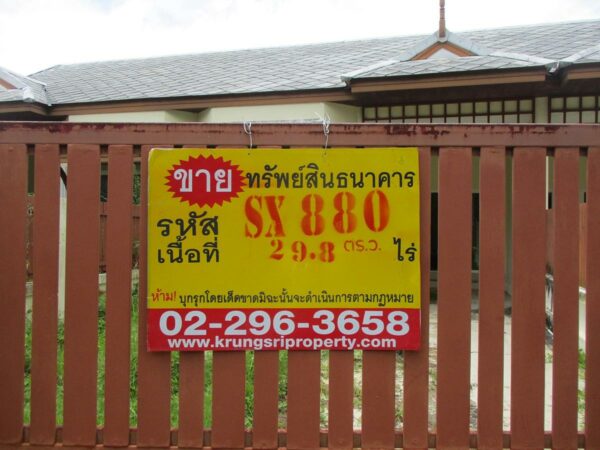 ขาย ทรัพย์สินธนาคาร
รหัส SX 880
เนื้อที่ 29.8 ตร.ว. ไร่
ห้าม! บุกรุกโดยเด็ดขาดมิฉะนั้นจะดำเนินการตามกฎหมาย
02-296-3658
www.krungsriproperty.com